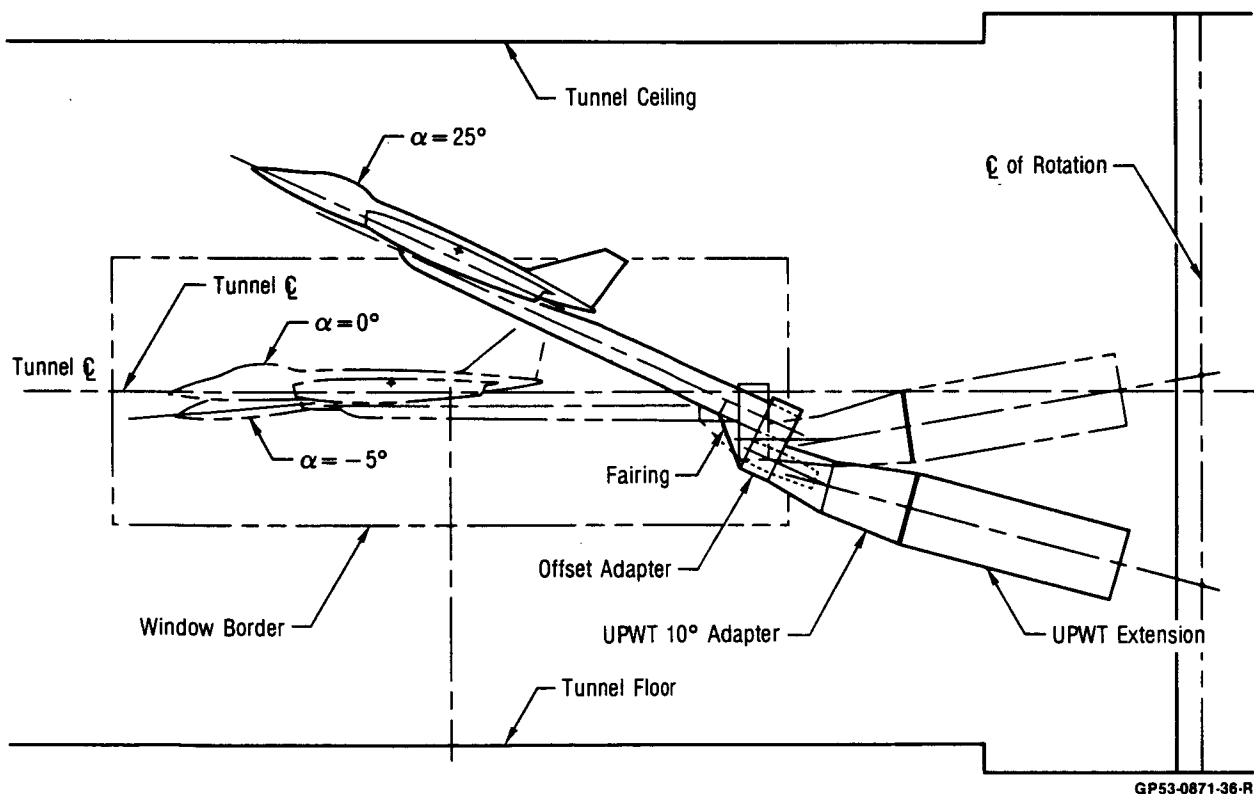 Tunnel Ceiling
α = 25°
℄ of Rotation
Tunnel ℄
α = 0°
Tunnel ℄
α = −5°
Fairing
Offset Adapter
Window Border
UPWT 10° Adapter
UPWT Extension
Tunnel Floor
GP53-0871-36-R